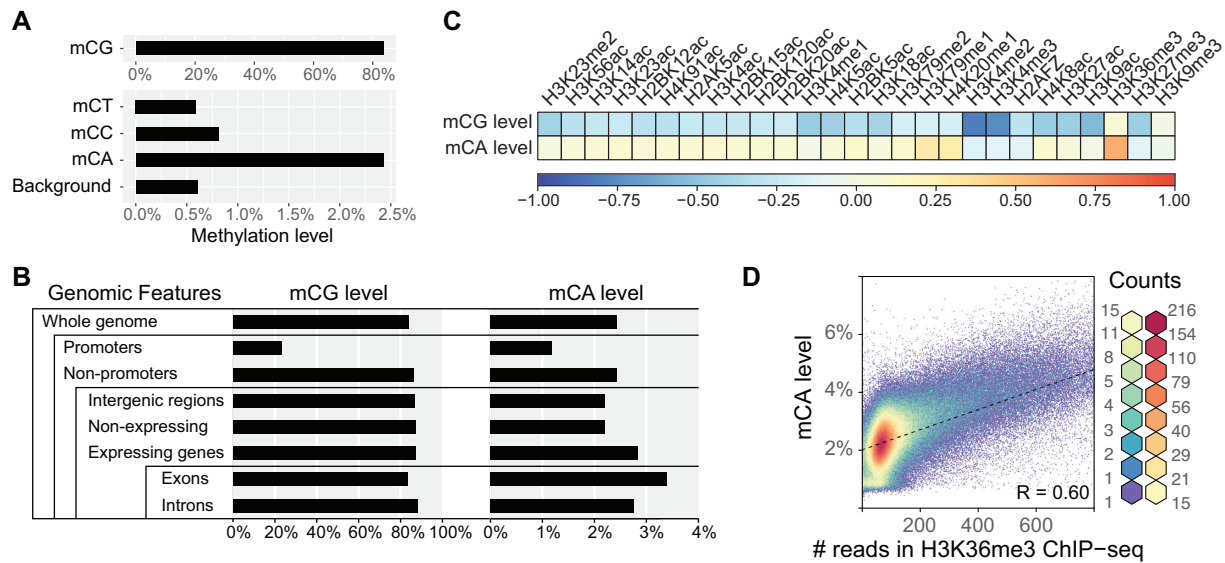 A
mCG
0% 20% 40% 60% 80%
mCT
mCC
mCA
Background
0.0% 0.5% 1.0% 1.5% 2.0% 2.5%
Methylation level
B
Genomic Features mCG level mCA level
Whole genome
Promoters
Non-promoters
Intergenic regions
Non-expressing
Expressing genes
Exons
Introns
0% 20% 40% 60% 80% 100% 0% 1% 2% 3% 4%
C
H3K23me2
H3K56ac
H3K14ac
H3K23ac
H2BK12ac
H4K91ac
H2AK5ac
H3K4ac
H2BK15ac
H2BK120ac
H2BK20ac
H3K4me1
H4K5ac
H2BK5ac
H3K18ac
H3K79me2
H3K79me1
H4K20me1
H3K4me2
H3K4me3
H2AFZ
H4K8ac
H3K27ac
H3K9ac
H3K36me3
H3K27me3
H3K9me3
mCG level
mCA level
−1.00 −0.75 −0.50 −0.25 0.00 0.25 0.50 0.75 1.00
D
mCA level
6%
4%
2%
R = 0.60
200 400 600
# reads in H3K36me3 ChIP−seq
Counts
15 216
11 154
8 110
5 79
4 56
3 40
2 29
1 21
1 15